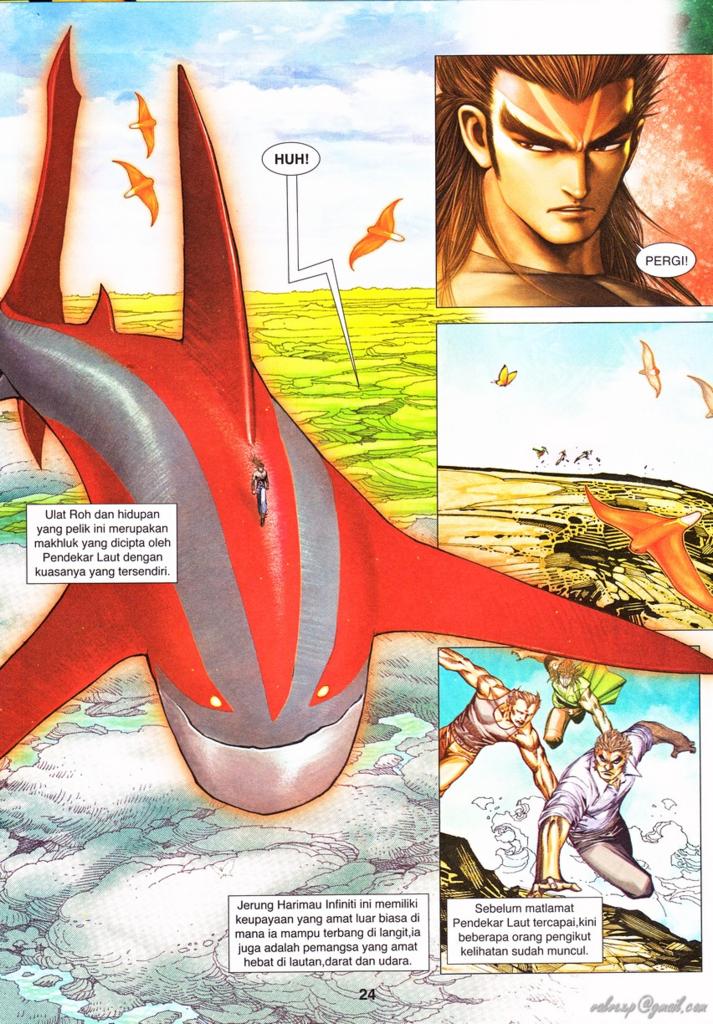 HUH!
PERGI!
Ulat Roh dan hidupan
yang pelik ini merupakan
makhluk yang dicipta oleh
Pendekar Laut dengan
kuasanya yang tersendiri.
Jerung Harimau Infiniti ini memiliki
keupayaan yang amat luar biasa di
mana ia mampu terbang di langit,ia
juga adalah pemangsa yang amat
hebat di lautan,darat dan udara.
Sebelum matlamat
Pendekar Laut tercapai,kini
beberapa orang pengikut
kelihatan sudah muncul.
24